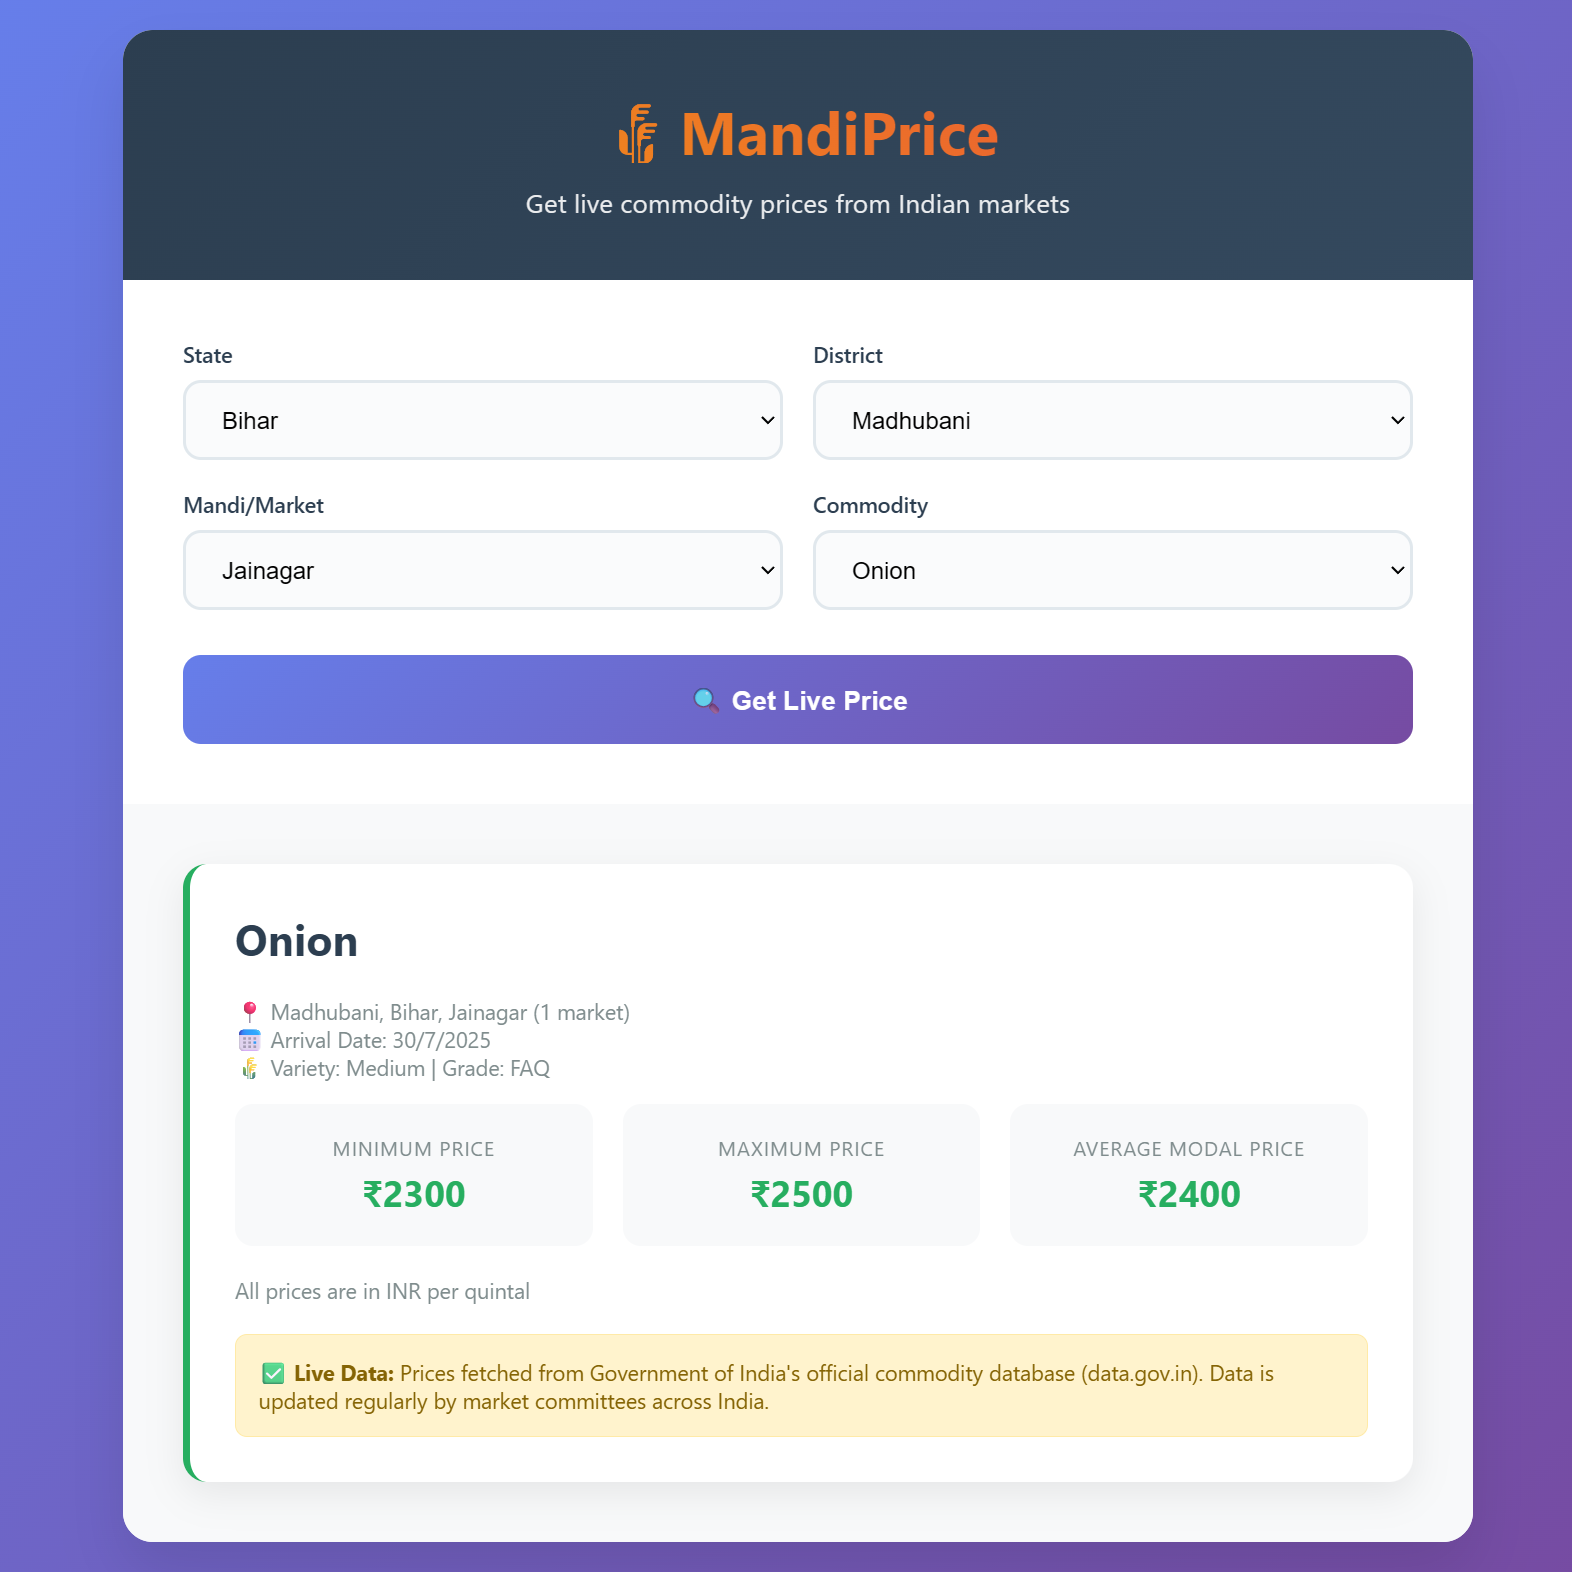 MandiPrice
Get live commodity prices from Indian markets
State
District
Bihar
Madhubani
Mandi/Market
Commodity
Jainagar
Onion
Get Live Price
Onion
Madhubani, Bihar, Jainagar (1 market)
Arrival Date: 30/7/2025
Variety: Medium | Grade: FAQ
MINIMUM PRICE
₹2300
MAXIMUM PRICE
₹2500
AVERAGE MODAL PRICE
₹2400
All prices are in INR per quintal
Live Data: Prices fetched from Government of India's official commodity database (data.gov.in). Data is
updated regularly by market committees across India.